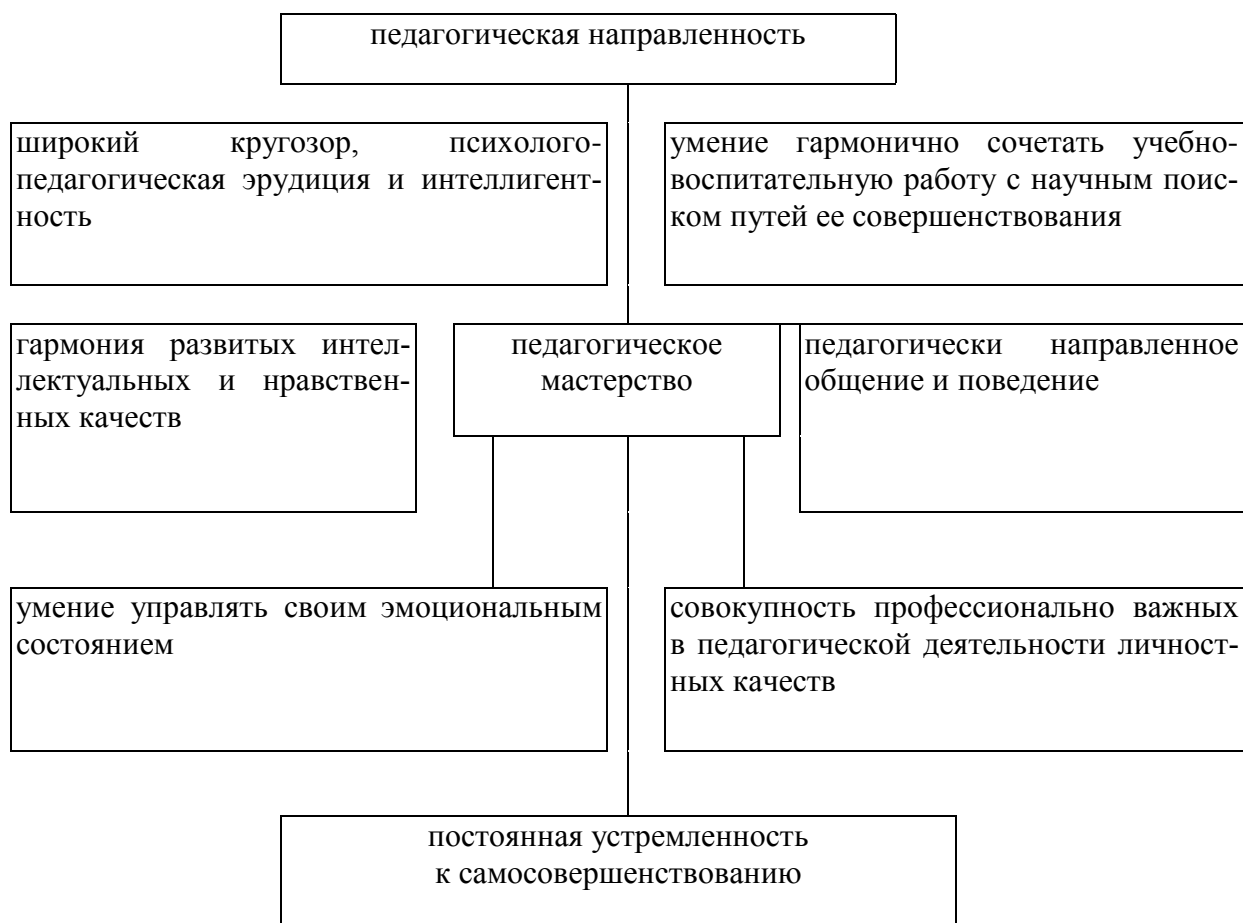 педагогическая направленность
широкий кругозор, психолого-
педагогическая эрудиция и интеллигент-
ность
умение гармонично сочетать учебно-
воспитательную работу с научным поис-
ком путей ее совершенствования
гармония развитых интел-
лектуальных и нравствен-
ных качеств
педагогическое
мастерство
педагогически направленное
общение и поведение
умение управлять своим эмоциональным
состоянием
совокупность профессионально важных
в педагогической деятельности личност-
ных качеств
постоянная устремленность
к самосовершенствованию